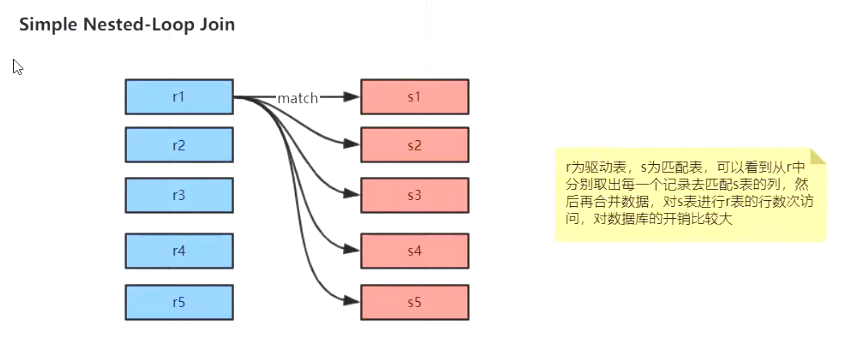 Simple Nested-Loop Join
r1
match
s1
r2
s2
r3
s3
r4
s4
r5
s5
r为驱动表，s为匹配表，可以看到从r中
分别取出每一个记录去匹配s表的列，然
后再合并数据，对s表进行r表的行数次访
问，对数据库的开销比较大